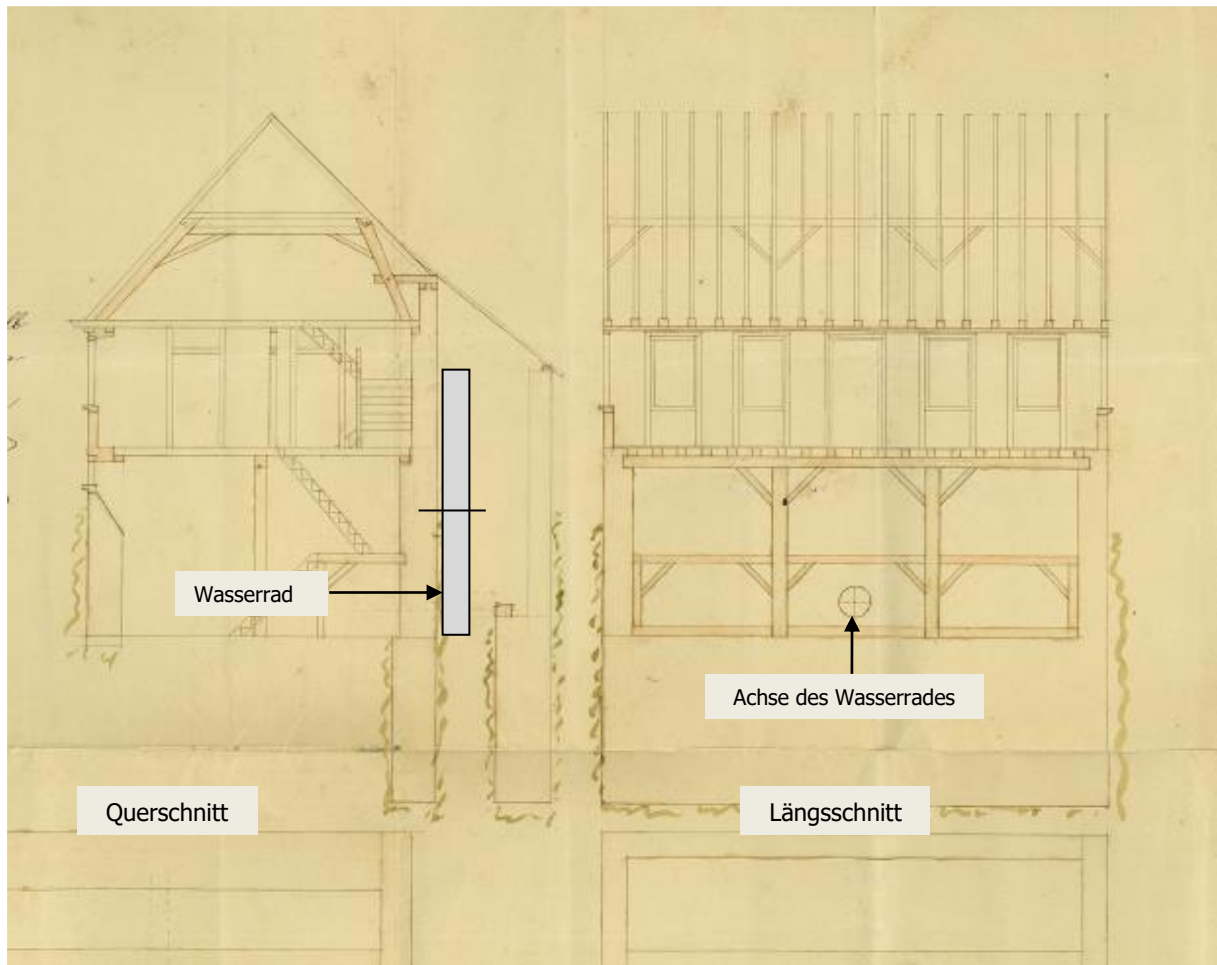 Wasserrad
Achse des Wasserrades
Querschnitt
Längsschnitt